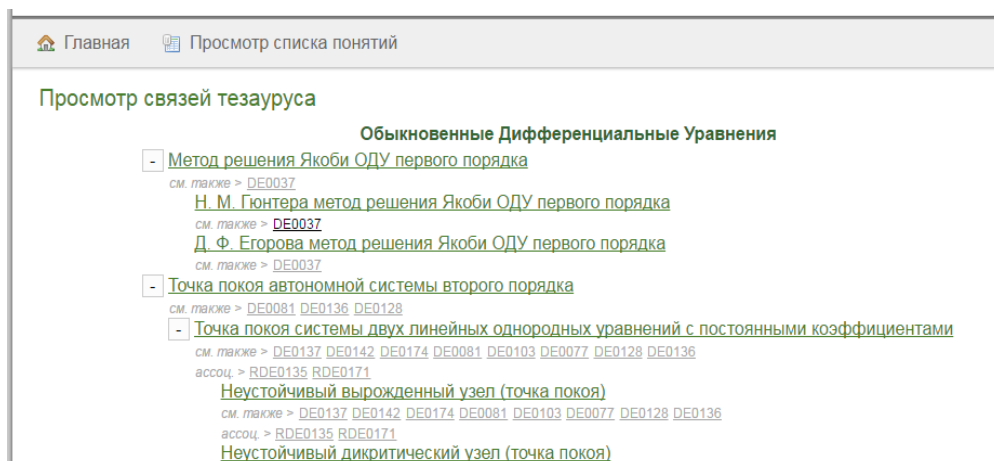 Главная Просмотр списка понятий
Просмотр связей тезауруса
Обыкновенные Дифференциальные Уравнения
- Метод решения Якоби ОДУ первого порядка
см. также > DE0037
Н. М. Гюнтера метод решения Якоби ОДУ первого порядка
см. также > DE0037
Д. Ф. Егорова метод решения Якоби ОДУ первого порядка
см. также > DE0037
- Точка покоя автономной системы второго порядка
см. также > DE0081 DE0136 DE0128
- Точка покоя системы двух линейных однородных уравнений с постоянными коэффициентами
см. также > DE0137 DE0142 DE0174 DE0081 DE0103 DE0077 DE0128 DE0136
ассоц. > RDE0135 RDE0171
Неустойчивый вырожденный узел (точка покоя)
см. также > DE0137 DE0142 DE0174 DE0081 DE0103 DE0077 DE0128 DE0136
ассоц. > RDE0135 RDE0171
Неустойчивый дикритический узел (точка покоя)